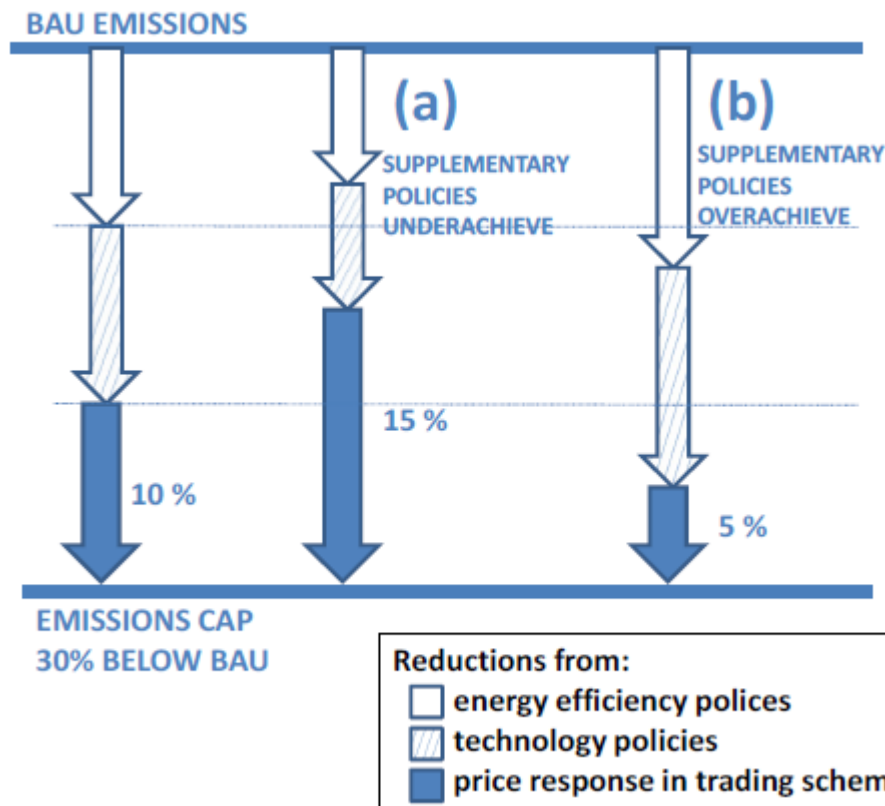 BAU EMISSIONS
(a)
SUPPLEMENTARY
POLICIES
UNDERACHIEVE
(b)
SUPPLEMENTARY
POLICIES
OVERACHIEVE
10 %
15 %
5 %
EMISSIONS CAP
30% BELOW BAU
Reductions from:
energy efficiency polices
technology policies
price response in trading schem